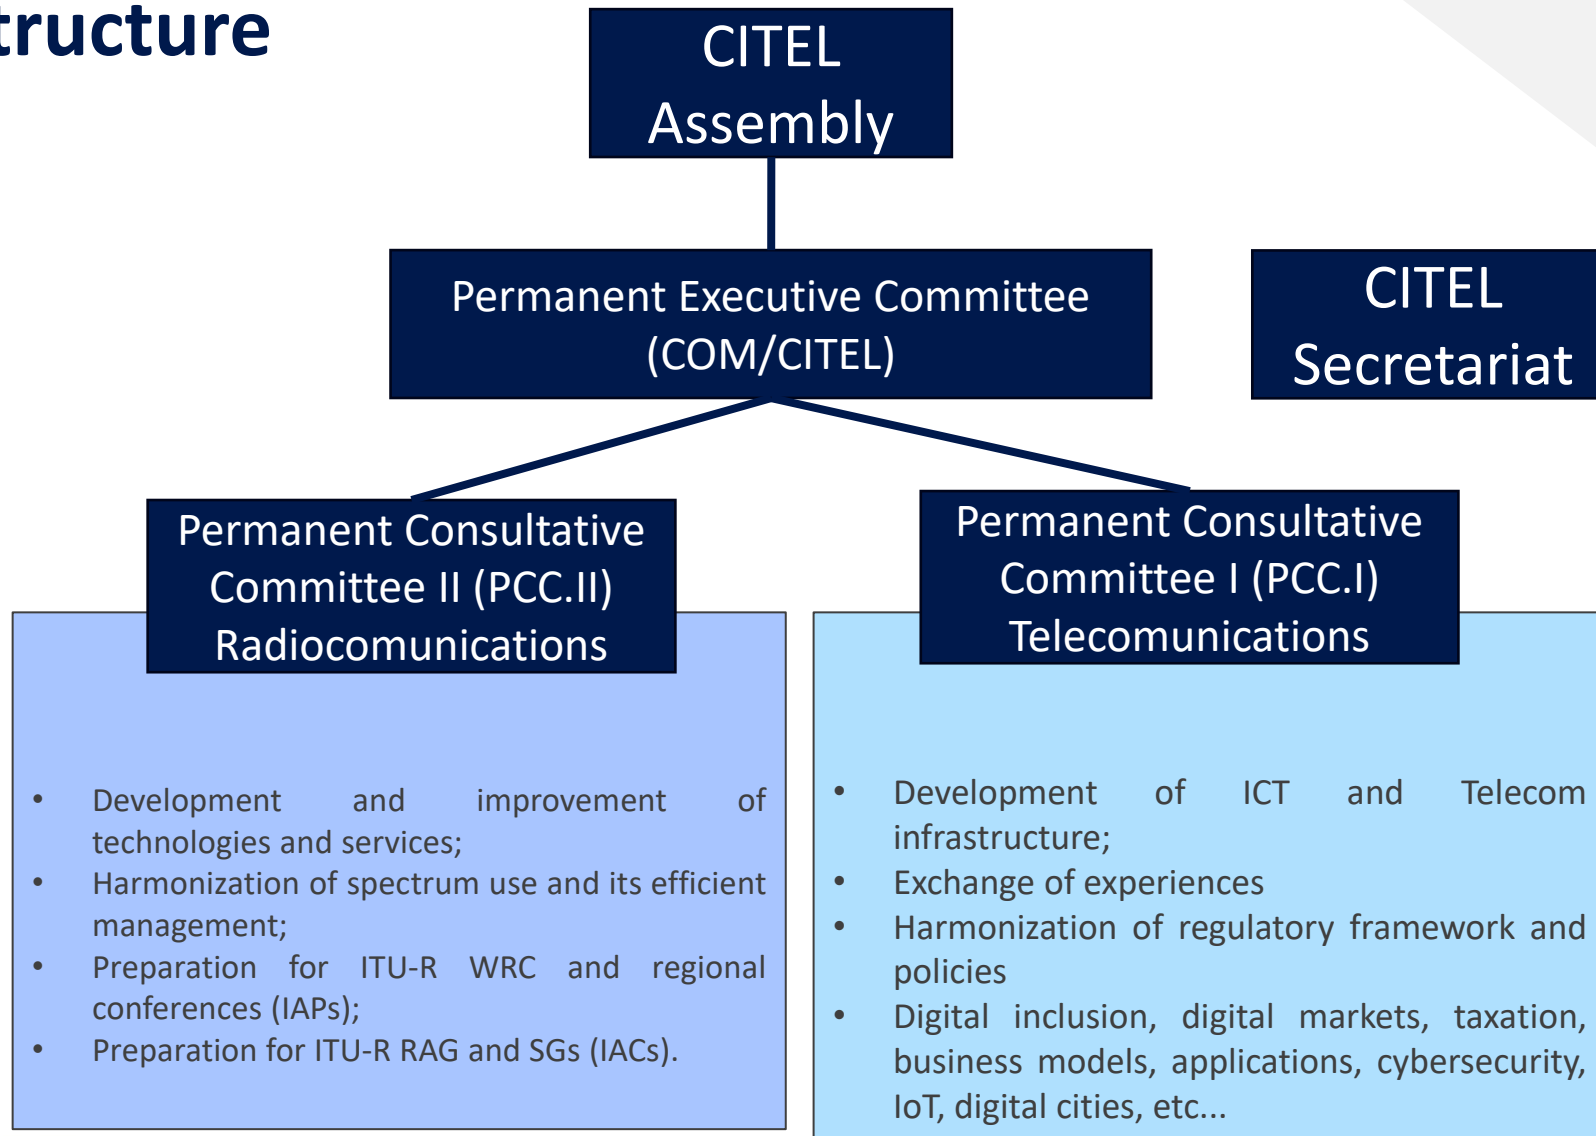 tructure
CITEL
Assembly
Permanent Executive Committee
(COM/CITEL)
CITEL
Secretariat
Permanent Consultative
Committee II (PCC.II)
Radiocomunications
Permanent Consultative
Committee I (PCC.I)
Telecomunications
• Development and improvement of
technologies and services;
• Harmonization of spectrum use and its efficient
management;
• Preparation for ITU-R WRC and regional
conferences (IAPs);
• Preparation for ITU-R RAG and SGs (IACs).
• Development of ICT and Telecom
infrastructure;
• Exchange of experiences
• Harmonization of regulatory framework and
policies
• Digital inclusion, digital markets, taxation,
business models, applications, cybersecurity,
IoT, digital cities, etc...